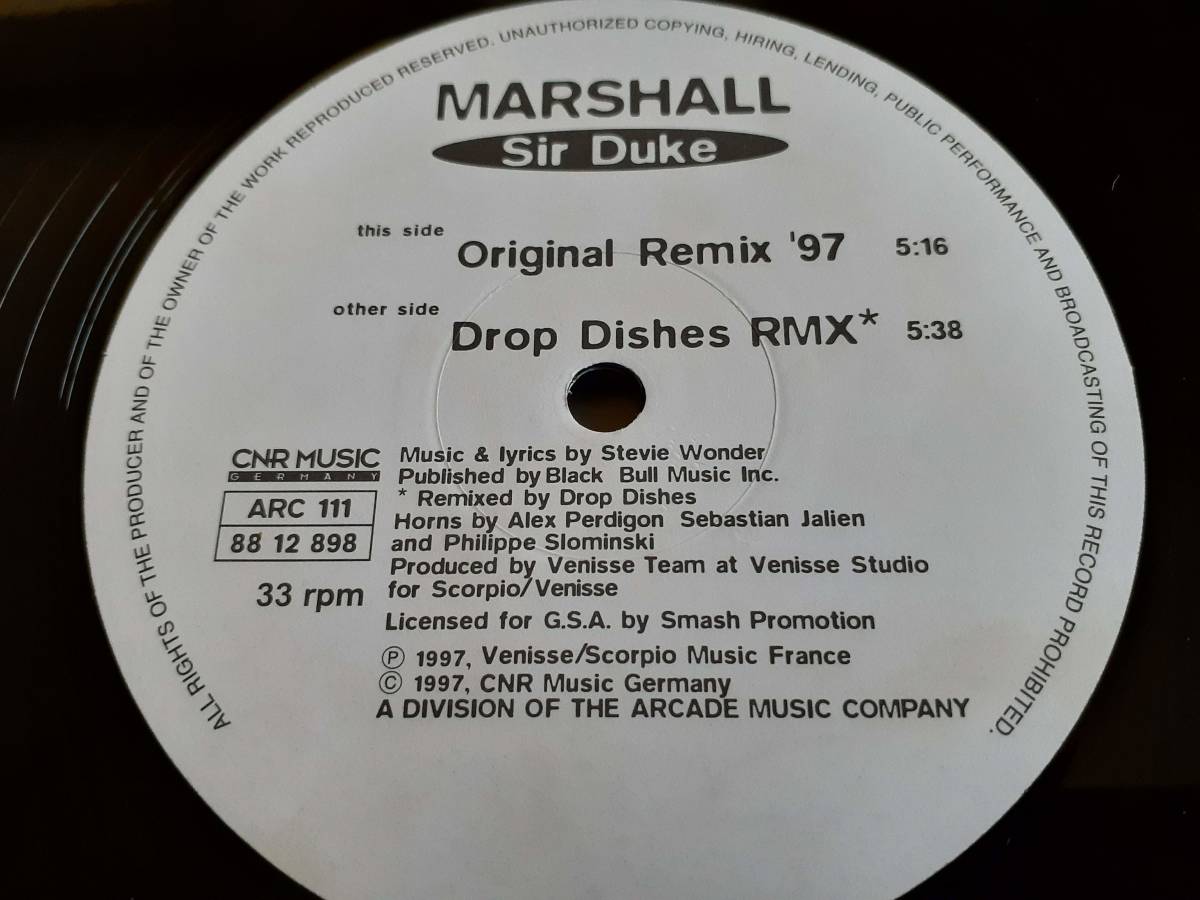 ALL RIGHTS OF THE PRODUCER AND OF THE OWNER OF THE WORK REPRODUCED RESERVED. UNAUTHORIZED COPYING, HIRING, LENDING, PUBLIC PERFORMANCE AND BROADCASTING OF THIS RECORD PROHIBITED.
MARSHALL
Sir Duke
this side Original Remix '97 5:16
other side Drop Dishes RMX* 5:38
CNR MUSIC
GERMANY
ARC 111
88 12 898
33 rpm
Music & lyrics by Stevie Wonder
Published by Black Bull Music Inc.
* Remixed by Drop Dishes
Horns by Alex Perdigon Sebastian Jalien
and Philippe Slominski
Produced by Venisse Team at Venisse Studio
for Scorpio/Venisse
Licensed for G.S.A. by Smash Promotion
Ⓟ 1997, Venisse/Scorpio Music France
© 1997, CNR Music Germany
A DIVISION OF THE ARCADE MUSIC COMPANY